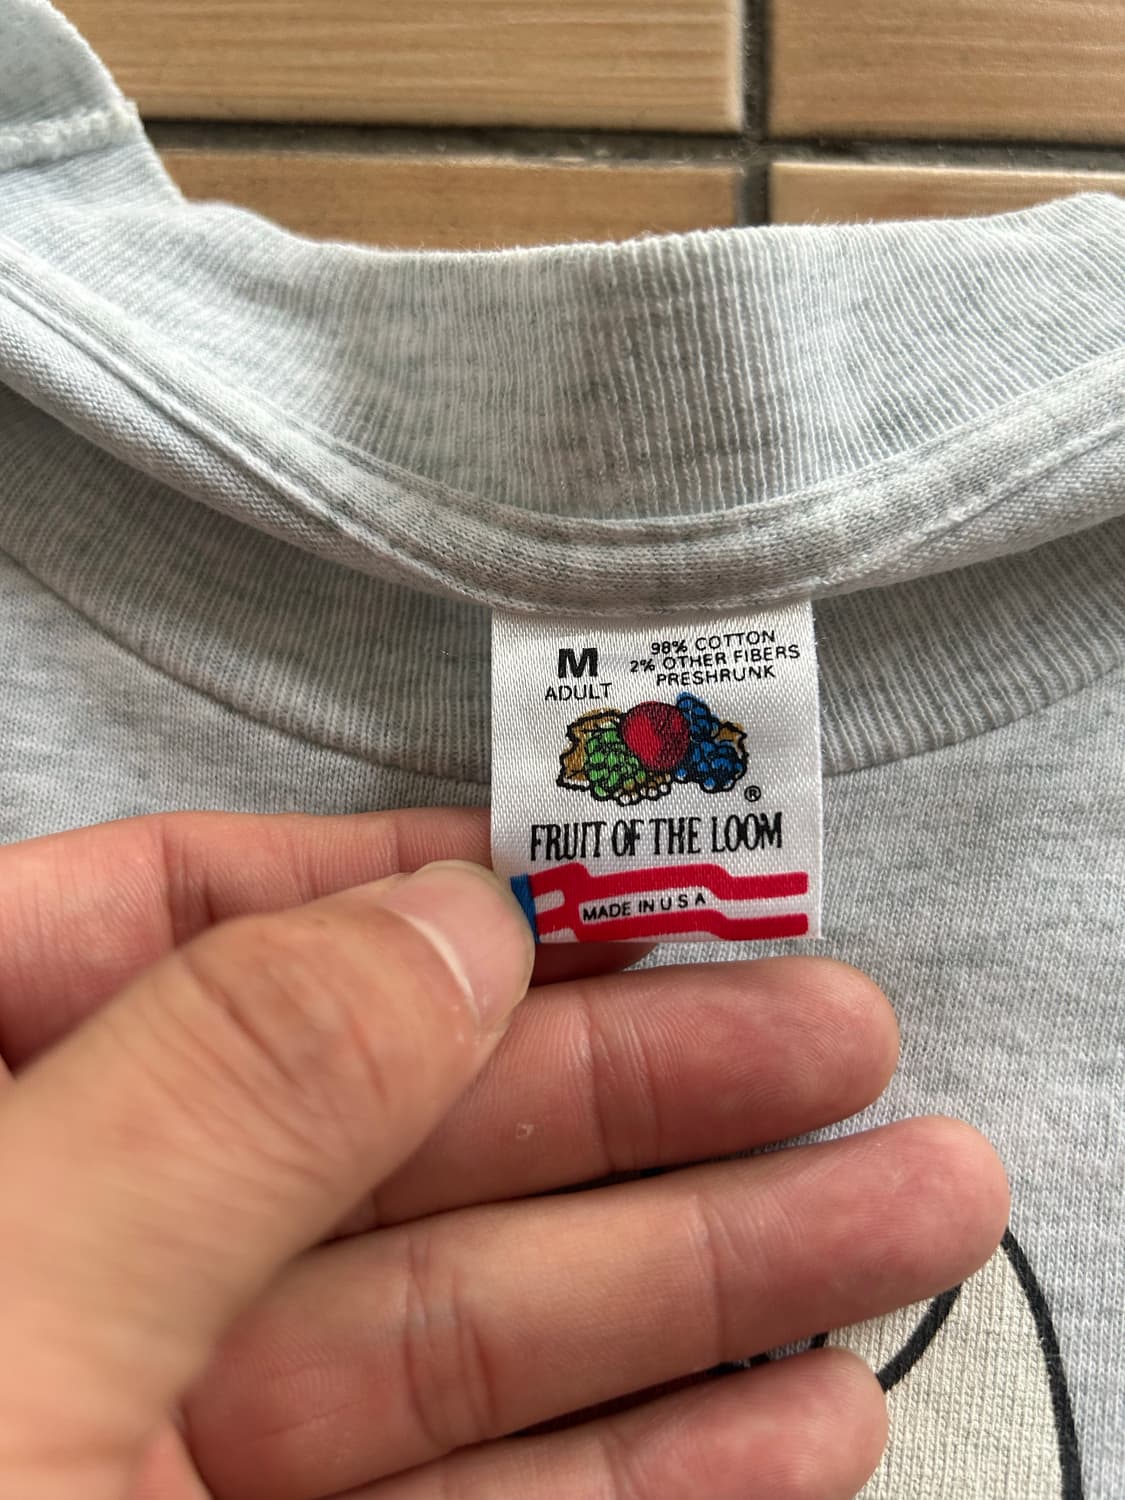 M
ADULT
98% COTTON
2% OTHER FIBERS
PRESHRUNK
®
FRUIT OF THE LOOM
MADE IN U S A